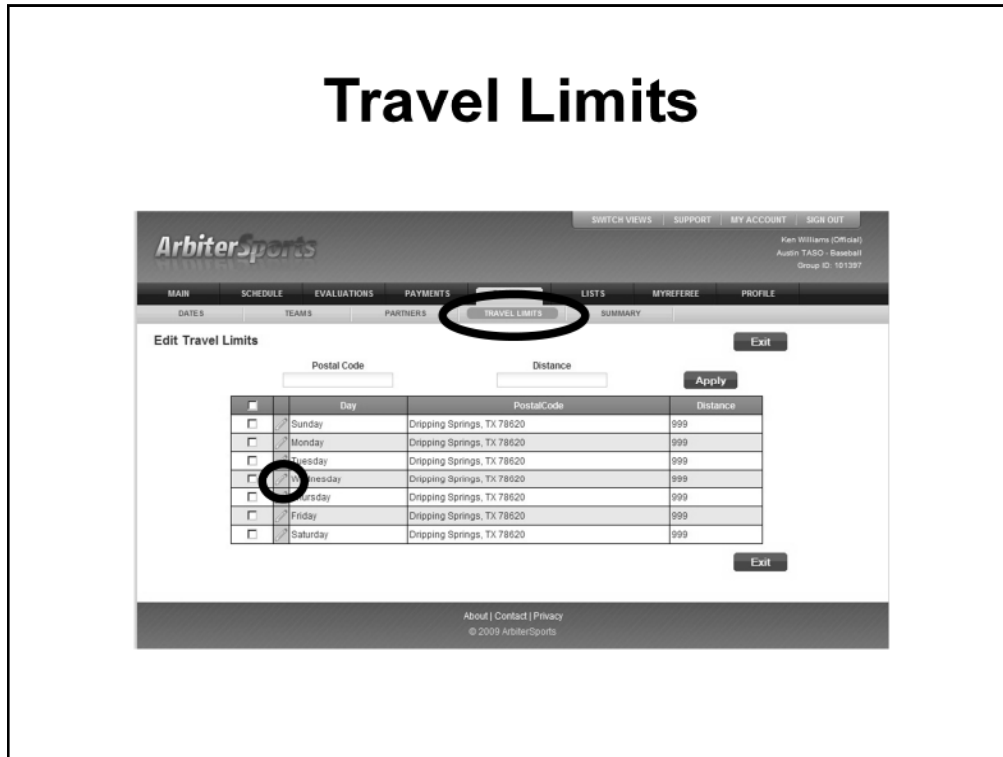 Travel Limits
SWITCH VIEWS SUPPORT MY ACCOUNT SIGN OUT
ArbiterSports
Ken Williams (Official)
Austin TASO - Baseball
Group ID: 101397
MAIN SCHEDULE EVALUATIONS PAYMENTS LISTS MYREFEREE PROFILE
DATES TEAMS PARTNERS TRAVEL LIMITS SUMMARY
Edit Travel Limits Exit
Postal Code Distance
Apply
Day PostalCode Distance
Sunday Dripping Springs, TX 78620 999
Monday Dripping Springs, TX 78620 999
Tuesday Dripping Springs, TX 78620 999
Wednesday Dripping Springs, TX 78620 999
Thursday Dripping Springs, TX 78620 999
Friday Dripping Springs, TX 78620 999
Saturday Dripping Springs, TX 78620 999
Exit
About | Contact | Privacy
© 2009 ArbiterSports